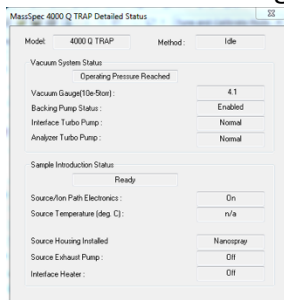 MassSpec 4000 Q TRAP Detailed Status
Model: 4000 Q TRAP Method: Idle
Vacuum System Status
Operating Pressure Reached
Vacuum Gauge(10e-5torr): 4.1
Backing Pump Status: Enabled
Interface Turbo Pump: Normal
Analyzer Turbo Pump: Normal
Sample Introduction Status
Ready
Source/Ion Path Electronics: On
Source Temperature (deg. C): n/a
Source Housing Installed Nanospray
Source Exhaust Pump: Off
Interface Heater: Off